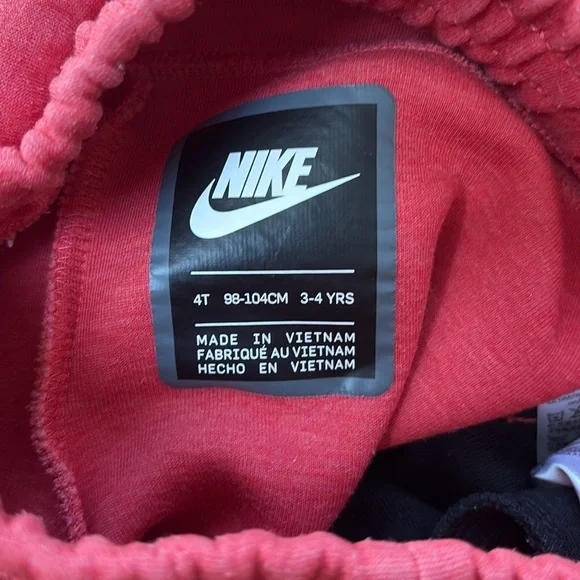 NIKE
4T 98-104CM 3-4 YRS
MADE IN VIETNAM
FABRIQUÉ AU VIETNAM
HECHO EN VIETNAM